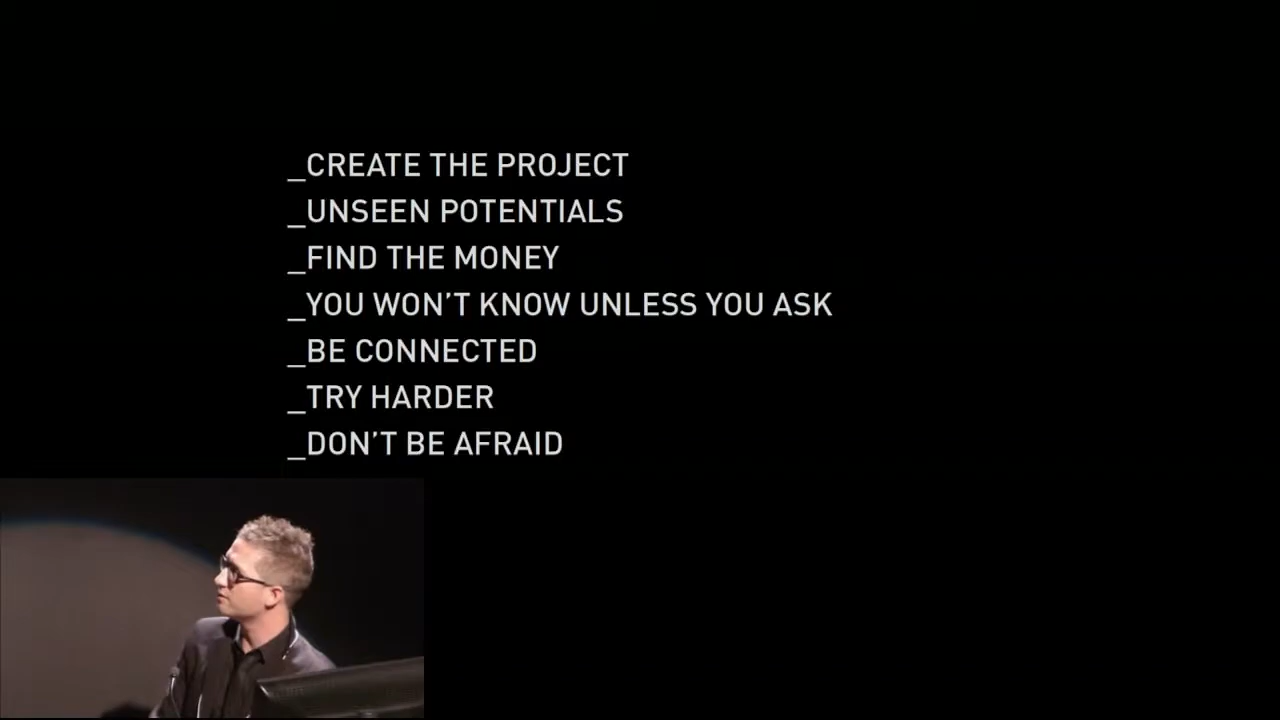 _CREATE THE PROJECT
_UNSEEN POTENTIALS
_FIND THE MONEY
_YOU WON’T KNOW UNLESS YOU ASK
_BE CONNECTED
_TRY HARDER
_DON’T BE AFRAID